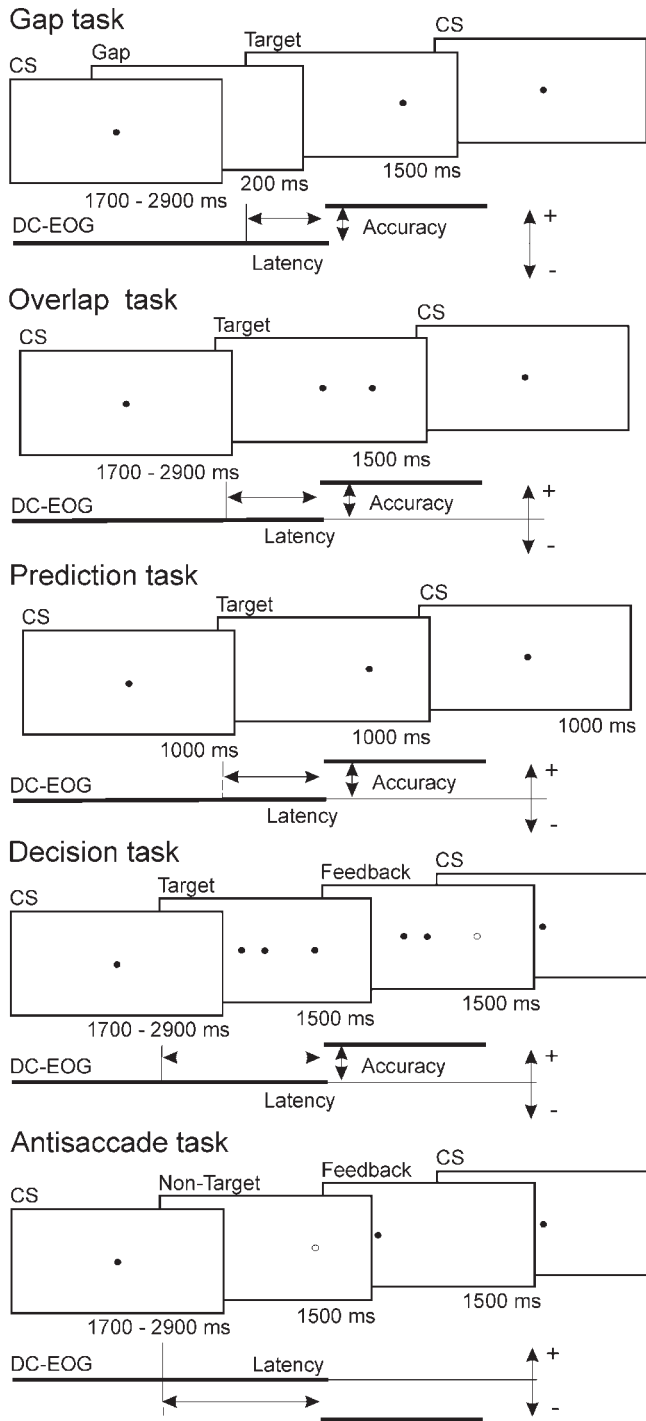 Gap task
CS
Target
Gap
CS
1700 - 2900 ms
200 ms
1500 ms
DC-EOG
Accuracy
+
Latency
-
Overlap task
CS
Target
CS
1700 - 2900 ms
1500 ms
DC-EOG
Accuracy
+
Latency
-
Prediction task
CS
Target
CS
1000 ms
1000 ms
1000 ms
DC-EOG
Accuracy
+
Latency
-
Decision task
CS
Feedback
Target
CS
1700 - 2900 ms
1500 ms
1500 ms
DC-EOG
Accuracy
+
Latency
-
Antisaccade task
CS
Feedback
Non-Target
CS
1700 - 2900 ms
1500 ms
1500 ms
DC-EOG
Latency
+
-